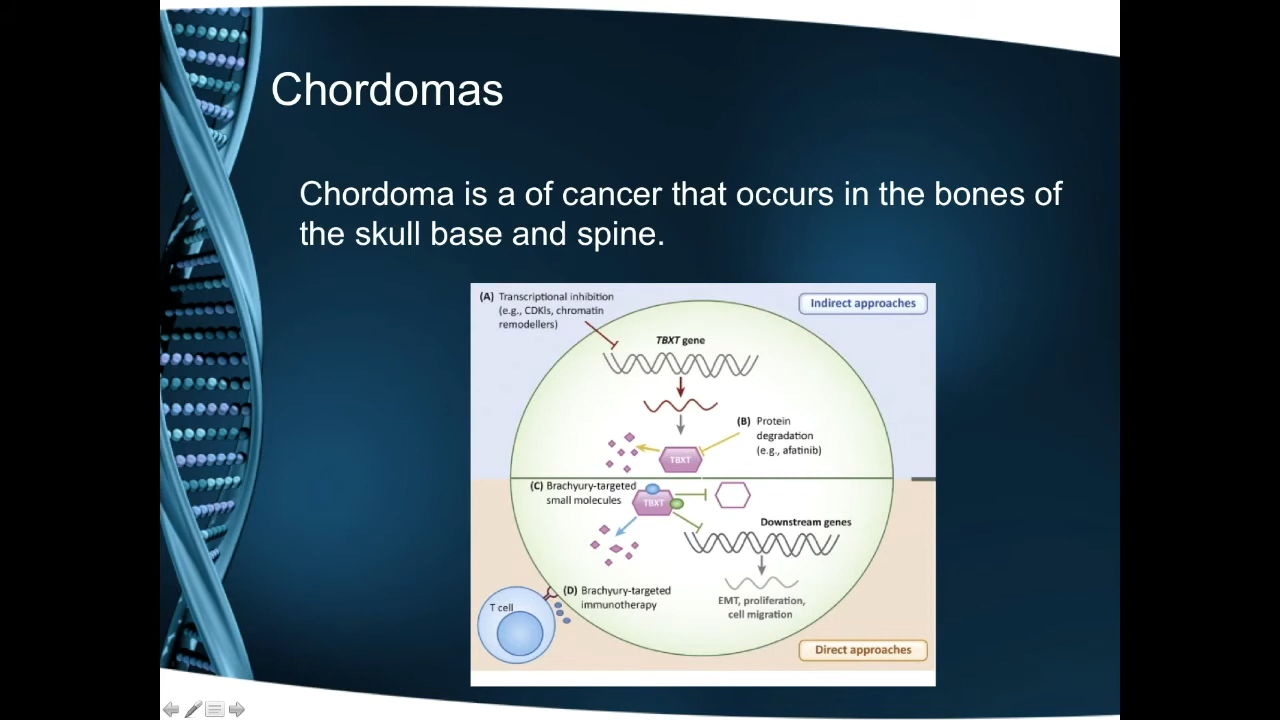 Chordomas
Chordoma is a of cancer that occurs in the bones of
the skull base and spine.
(A) Transcriptional inhibition
(e.g., CDKIs, chromatin
remodellers)
Indirect approaches
TBXT gene
(B) Protein
degradation
(e.g., afatinib)
TBXT
(C) Brachyury-targeted
small molecules
TBXT
Downstream genes
(D) Brachyury-targeted
immunotherapy
T cell
EMT, proliferation,
cell migration
Direct approaches